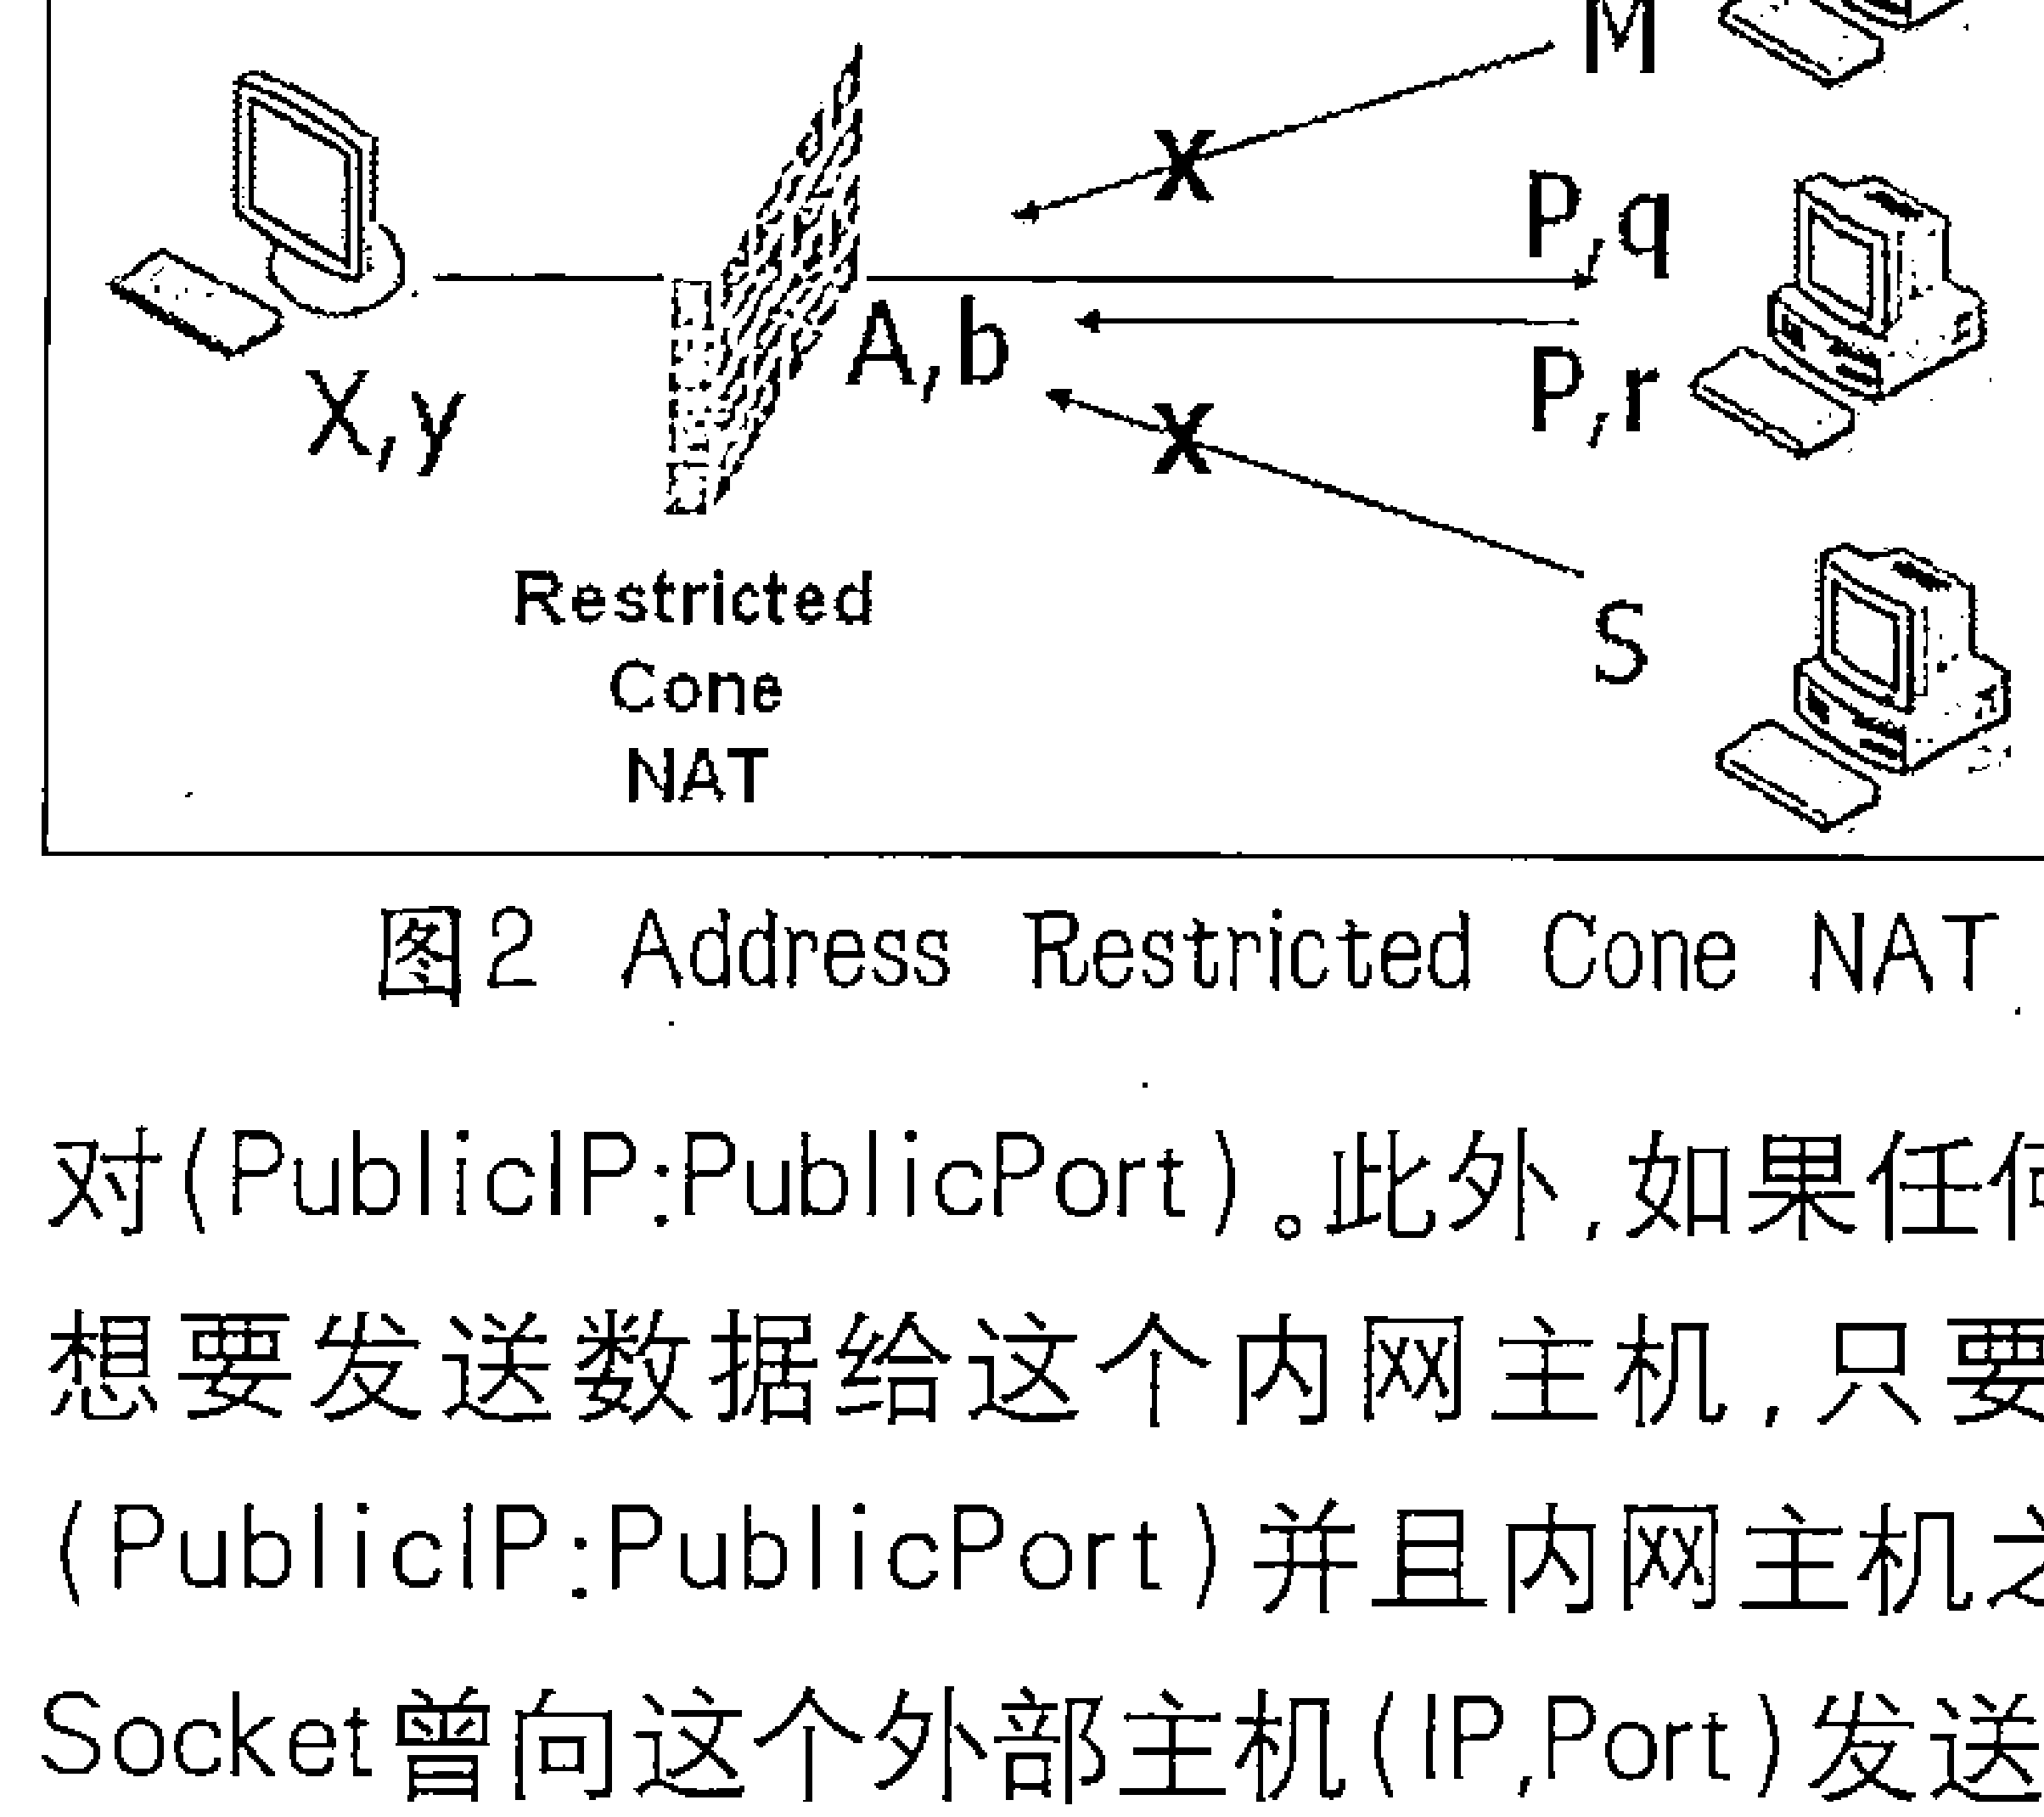 M
X
P,q
A,b
P,r
X,y
X
S
Restricted
Cone
NAT
图2 Address Restricted Cone NAT
对(PublicIP:PublicPort)。此外,如果任何
想要发送数据给这个内网主机,只要
(PublicIP:PublicPort)并且内网主机之
Socket曾向这个外部主机(IP,Port)发送